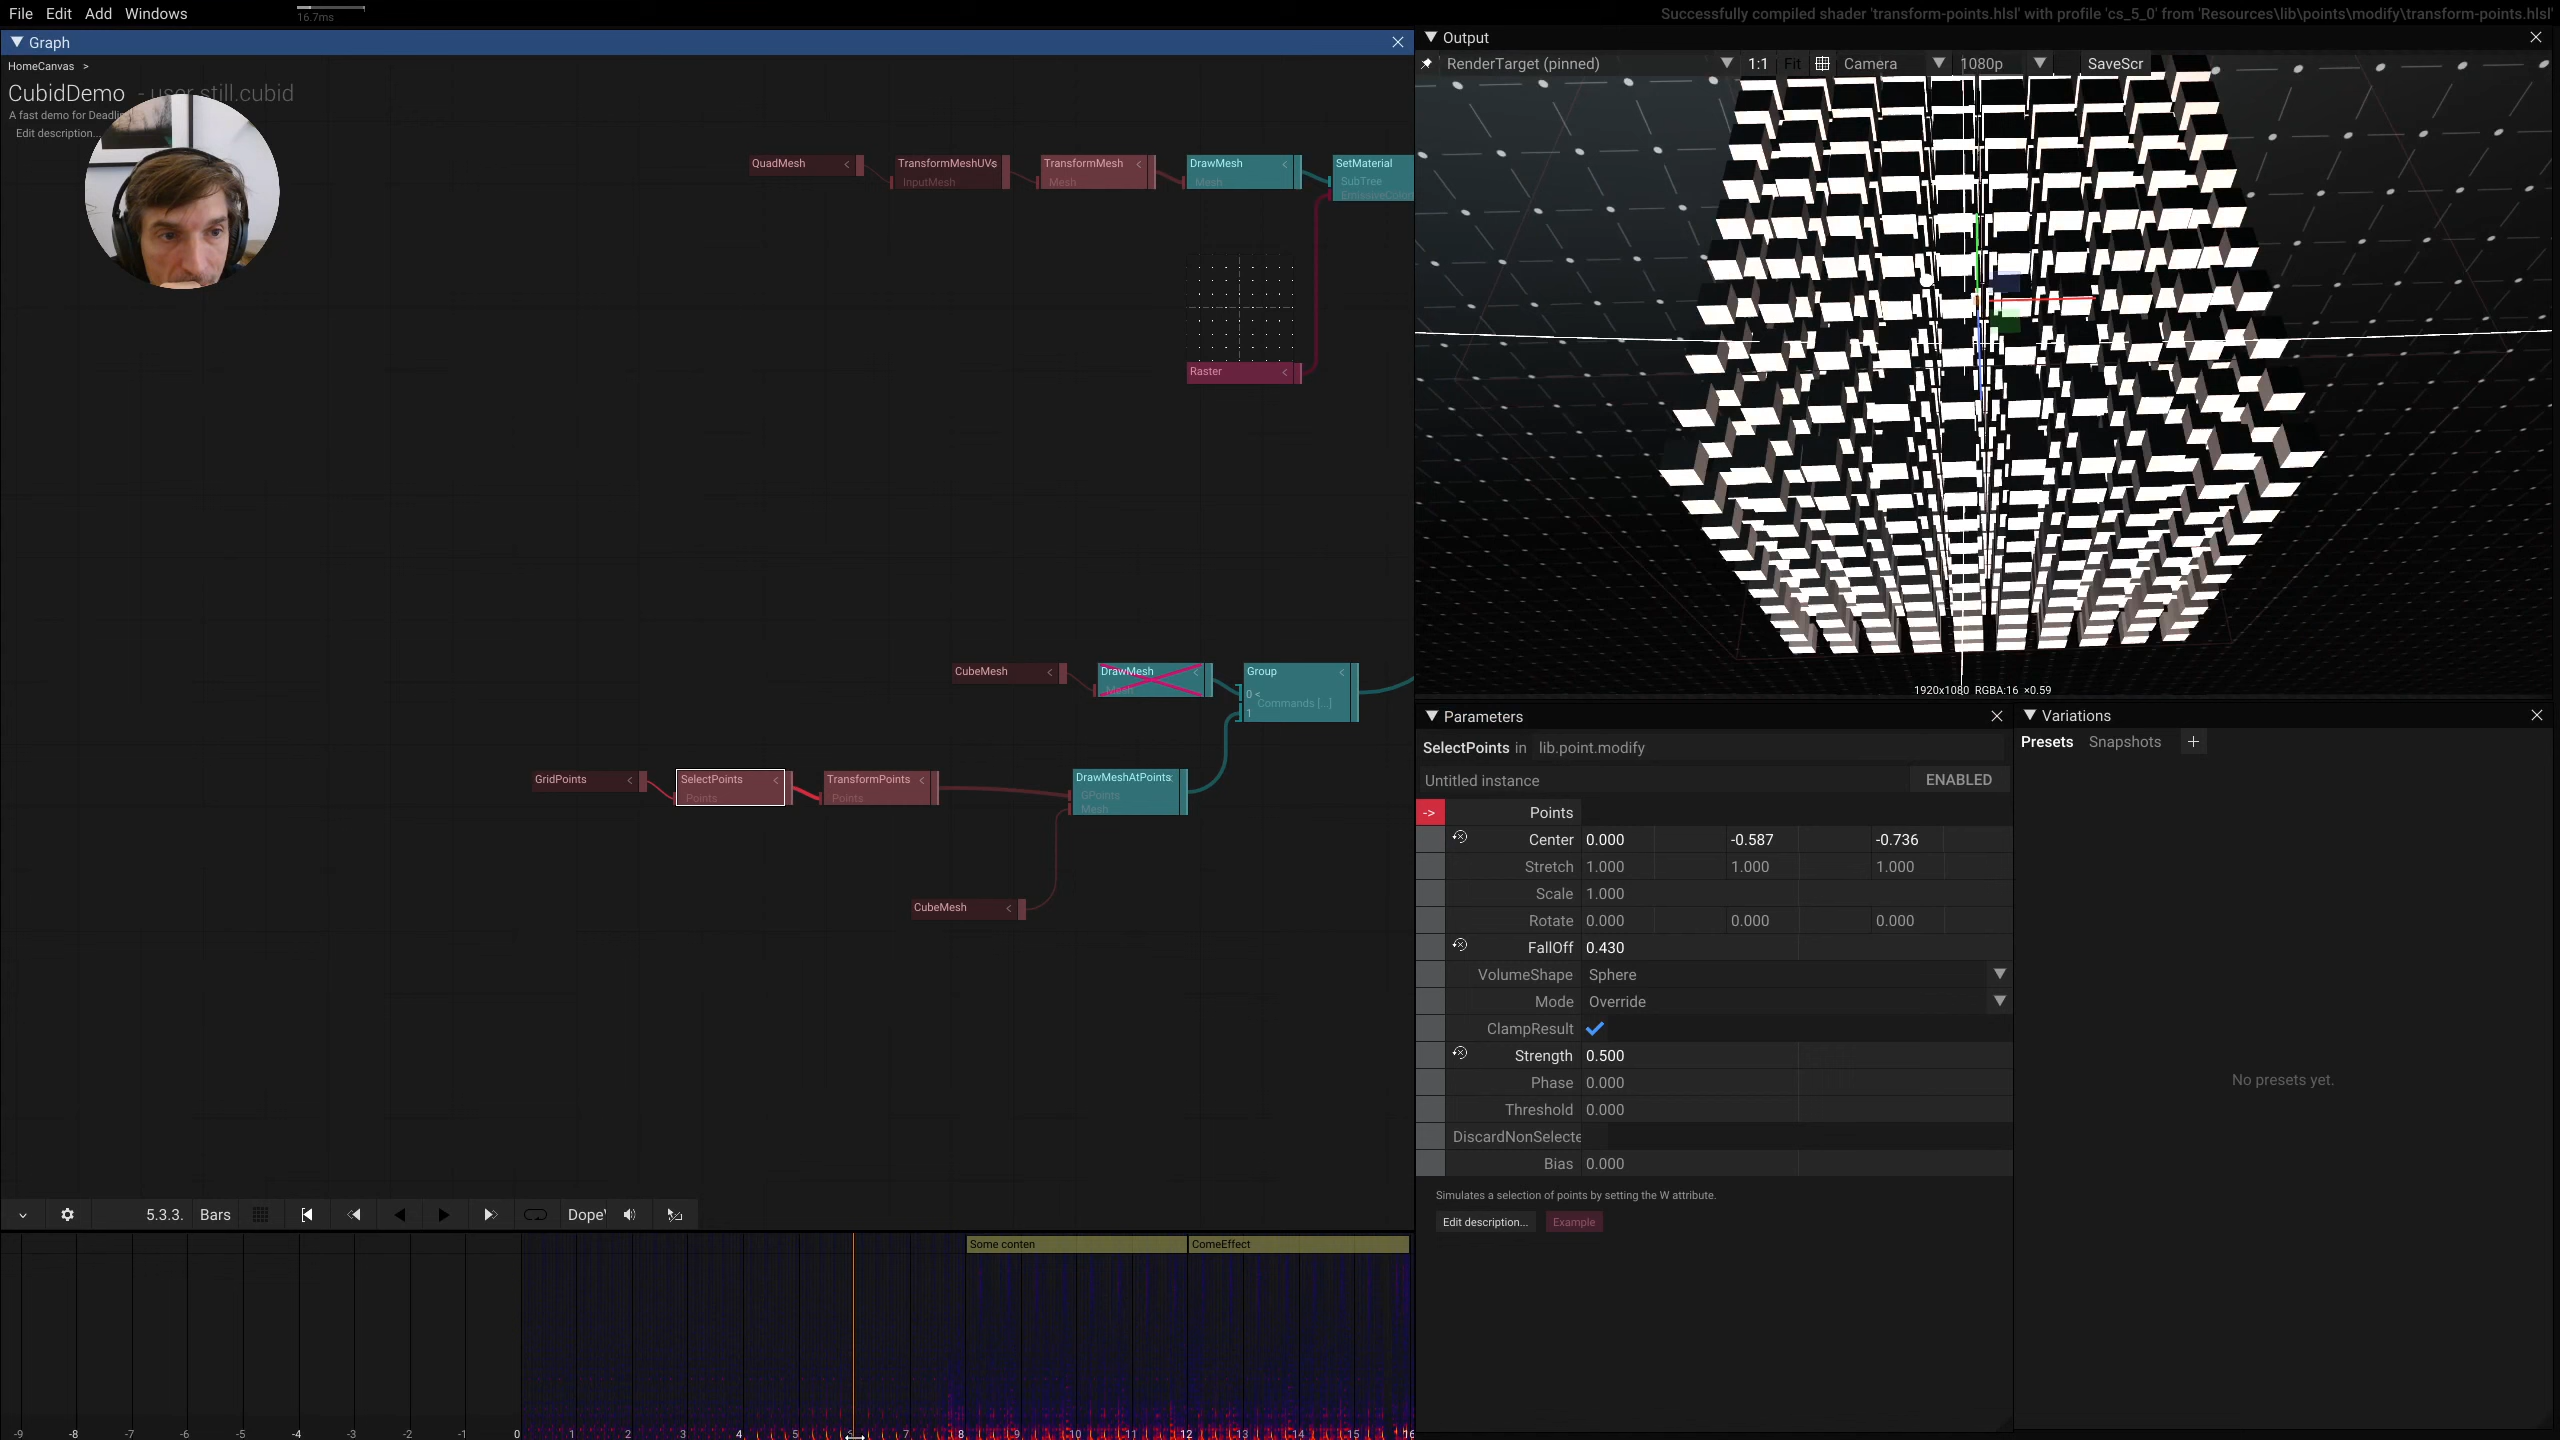 File Edit Add Windows
16.7ms
Successfully compiled shader 'transform-points.hlsl' with profile 'cs_5_0' from 'Resources\lib\points\modify\transform-points.hlsl'
Graph
HomeCanvas >
CubidDemo - user.still.cubid
A fast demo for Deadli
Edit description...
QuadMesh <
TransformMeshUVs
InputMesh
TransformMesh <
Mesh
DrawMesh <
Mesh
SetMaterial
SubTree
EmissiveColor
Raster <
CubeMesh <
DrawMesh <
Mesh
Group <
0 <
Commands [...]
1
GridPoints <
SelectPoints <
Points
TransformPoints <
Points
DrawMeshAtPoints
GPoints
Mesh
CubeMesh <
5.3.3. Bars
DopeV
Some conten
ComeEffect
-9 -8 -7 -6 -5 -4 -3 -2 -1 0 1 2 3 4 5 7 8 9 10 11 12 13 14 15 16
Output
RenderTarget (pinned) 1:1 Fit Camera 1080p SaveScr
1920x1080 RGBA:16 ×0.59
Parameters
SelectPoints in lib.point.modify
Untitled instance ENABLED
-> Points
Center 0.000 -0.587 -0.736
Stretch 1.000 1.000 1.000
Scale 1.000
Rotate 0.000 0.000 0.000
FallOff 0.430
VolumeShape Sphere
Mode Override
ClampResult
Strength 0.500
Phase 0.000
Threshold 0.000
DiscardNonSelecte
Bias 0.000
Simulates a selection of points by setting the W attribute.
Edit description... Example
Variations
Presets Snapshots +
No presets yet.